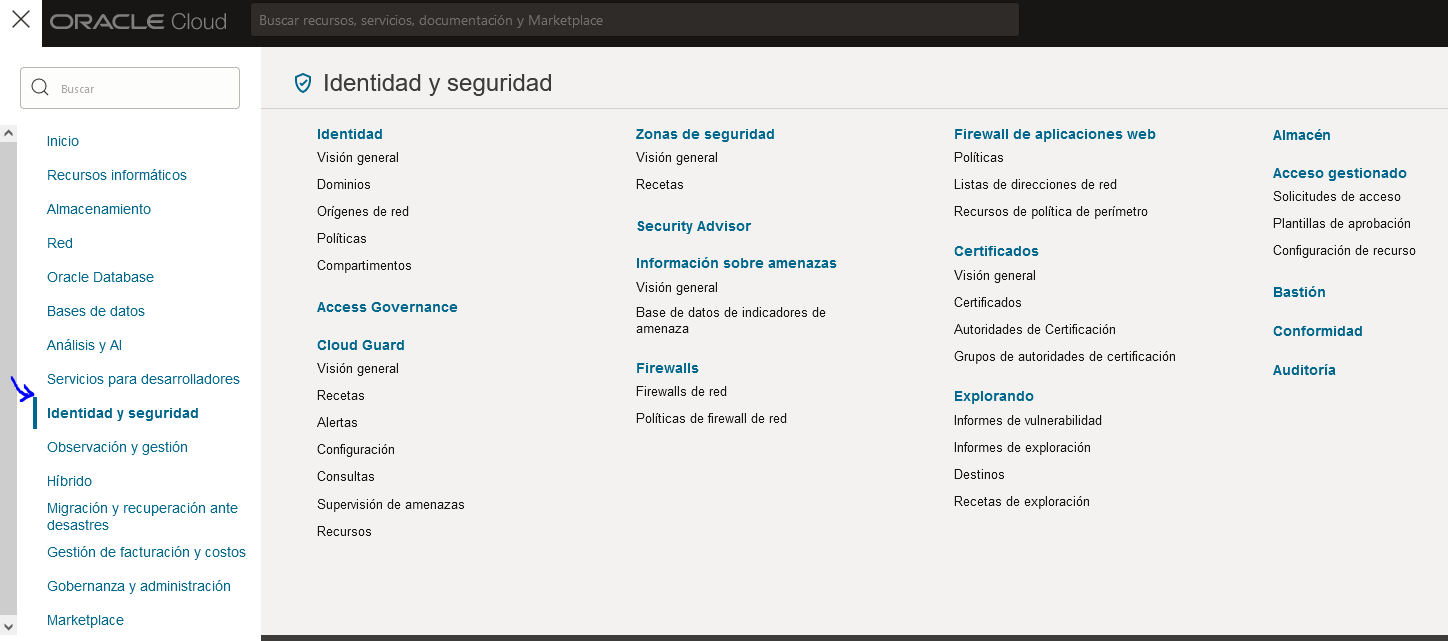 ORACLE Cloud
Buscar recursos, servicios, documentación y Marketplace
Buscar
Inicio
Recursos informáticos
Almacenamiento
Red
Oracle Database
Bases de datos
Análisis y AI
Servicios para desarrolladores
Identidad y seguridad
Observación y gestión
Híbrido
Migración y recuperación ante
desastres
Gestión de facturación y costos
Gobernanza y administración
Marketplace
Identidad y seguridad
Identidad
Visión general
Dominios
Orígenes de red
Políticas
Compartimentos
Access Governance
Cloud Guard
Visión general
Recetas
Alertas
Configuración
Consultas
Supervisión de amenazas
Recursos
Zonas de seguridad
Visión general
Recetas
Security Advisor
Información sobre amenazas
Visión general
Base de datos de indicadores de
amenaza
Firewalls
Firewalls de red
Políticas de firewall de red
Firewall de aplicaciones web
Políticas
Listas de direcciones de red
Recursos de política de perímetro
Certificados
Visión general
Certificados
Autoridades de Certificación
Grupos de autoridades de certificación
Explorando
Informes de vulnerabilidad
Informes de exploración
Destinos
Recetas de exploración
Almacén
Acceso gestionado
Solicitudes de acceso
Plantillas de aprobación
Configuración de recurso
Bastión
Conformidad
Auditoría